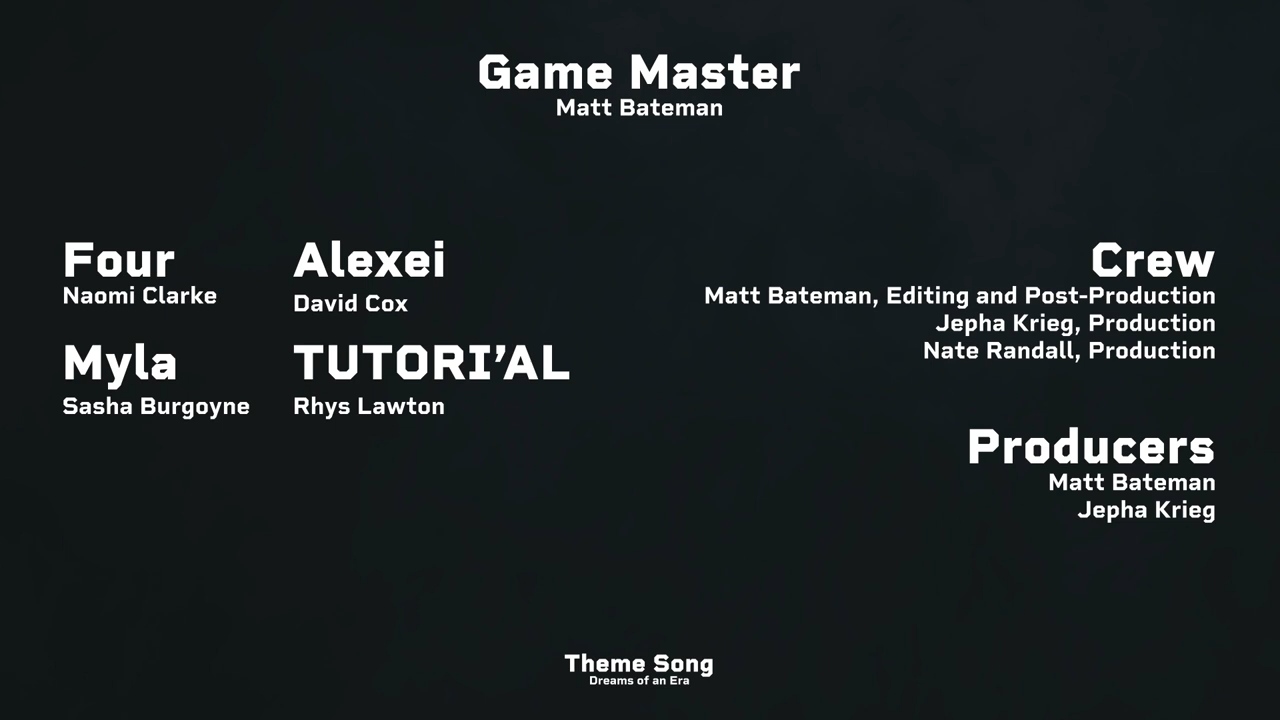 Game Master
Matt Bateman
Four
Naomi Clarke
Alexei
David Cox
Myla
Sasha Burgoyne
TUTORI’AL
Rhys Lawton
Crew
Matt Bateman, Editing and Post-Production
Jepha Krieg, Production
Nate Randall, Production
Producers
Matt Bateman
Jepha Krieg
Theme Song
Dreams of an Era